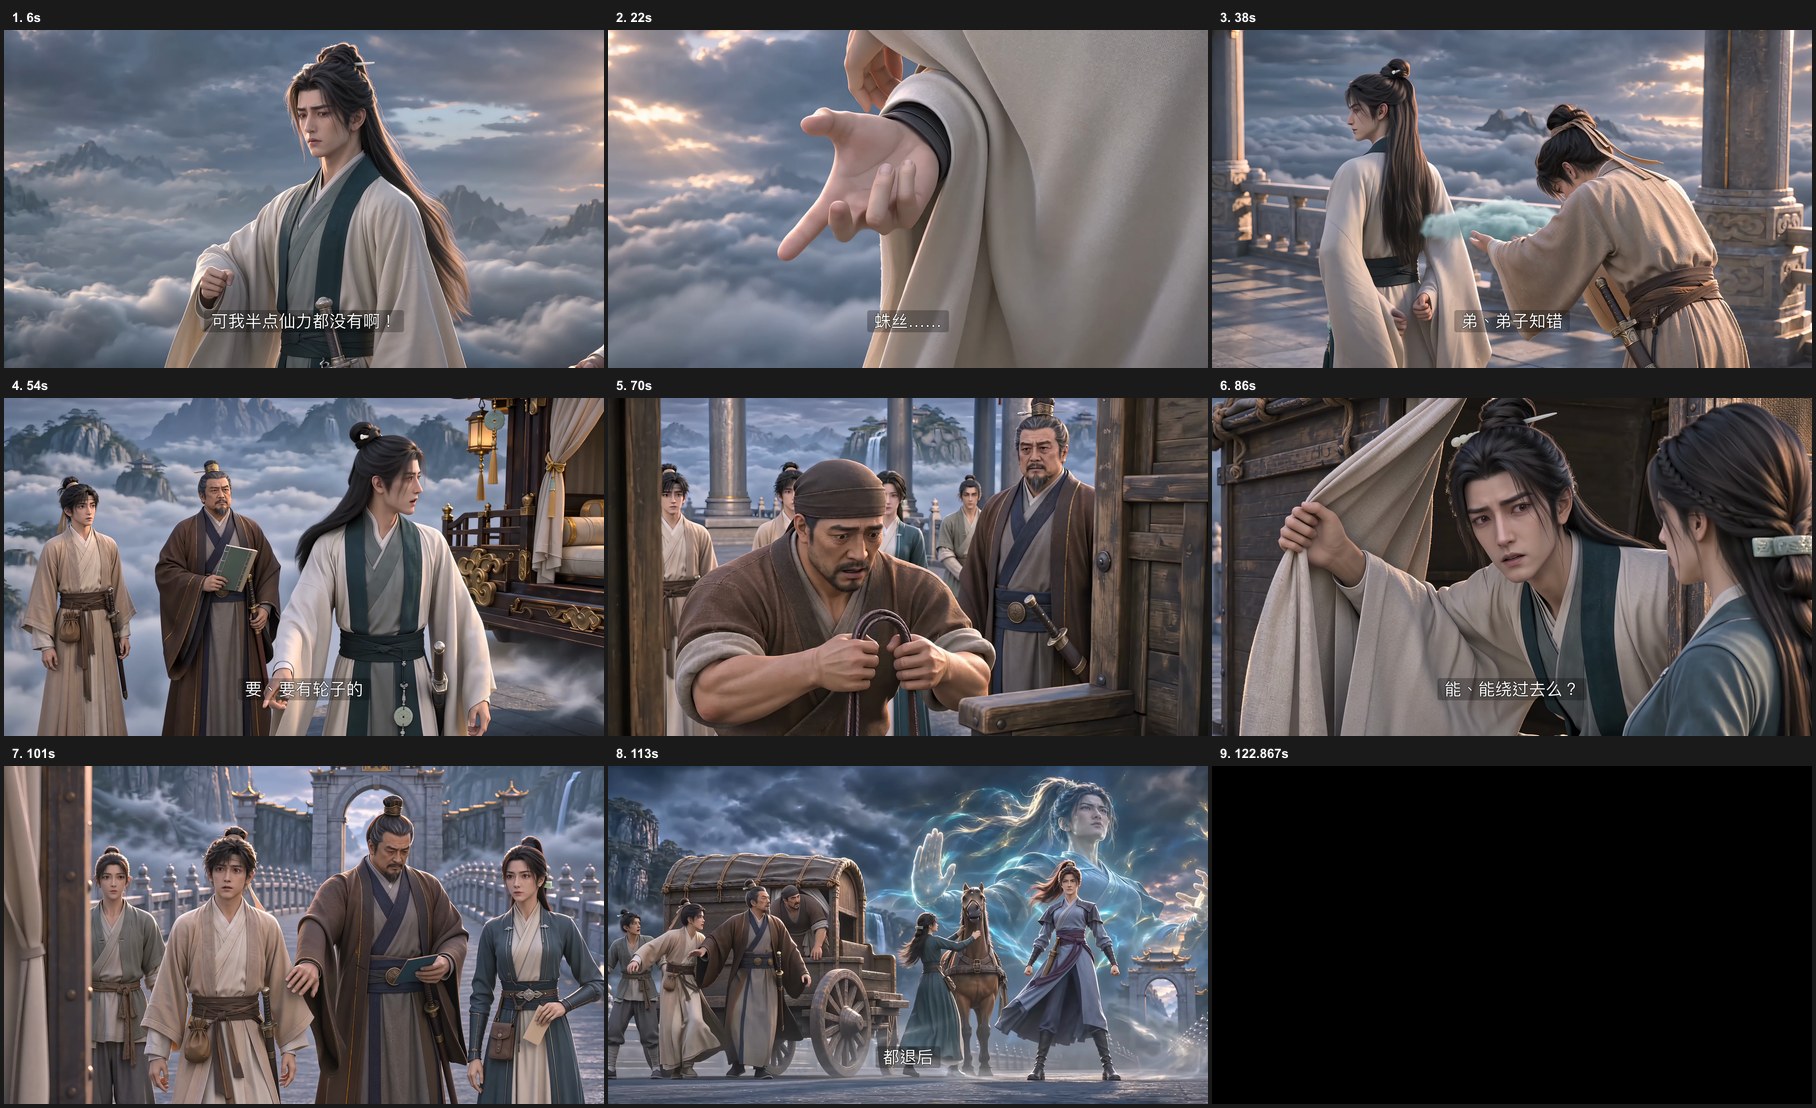 1. 6s
2. 22s
3. 38s
可我半点仙力都没有啊！
蛛丝……
弟、弟子知错
4. 54s
5. 70s
6. 86s
要、要有轮子的
能、能绕过去么？
7. 101s
8. 113s
9. 122.867s
都退后